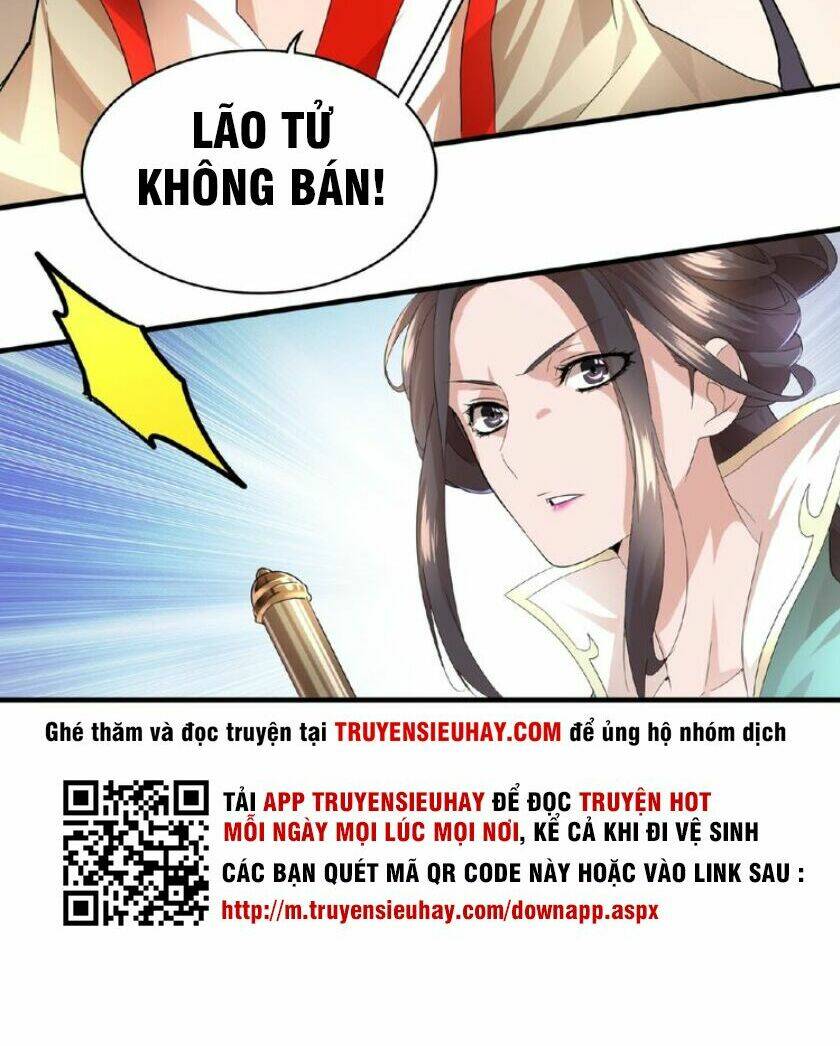 LÃO TỬ
KHÔNG BÁN!
Ghé thăm và đọc truyện tại TRUYENSIEUHAY.COM để ủng hộ nhóm dịch
TẢI APP TRUYENSIEUHAY ĐỂ ĐỌC TRUYỆN HOT
MỖI NGÀY MỌI LÚC MỌI NƠI, KỂ CẢ KHI ĐI VỆ SINH
CÁC BẠN QUÉT MÃ QR CODE NÀY HOẶC VÀO LINK SAU :
http://m.truyensieuhay.com/downapp.aspx